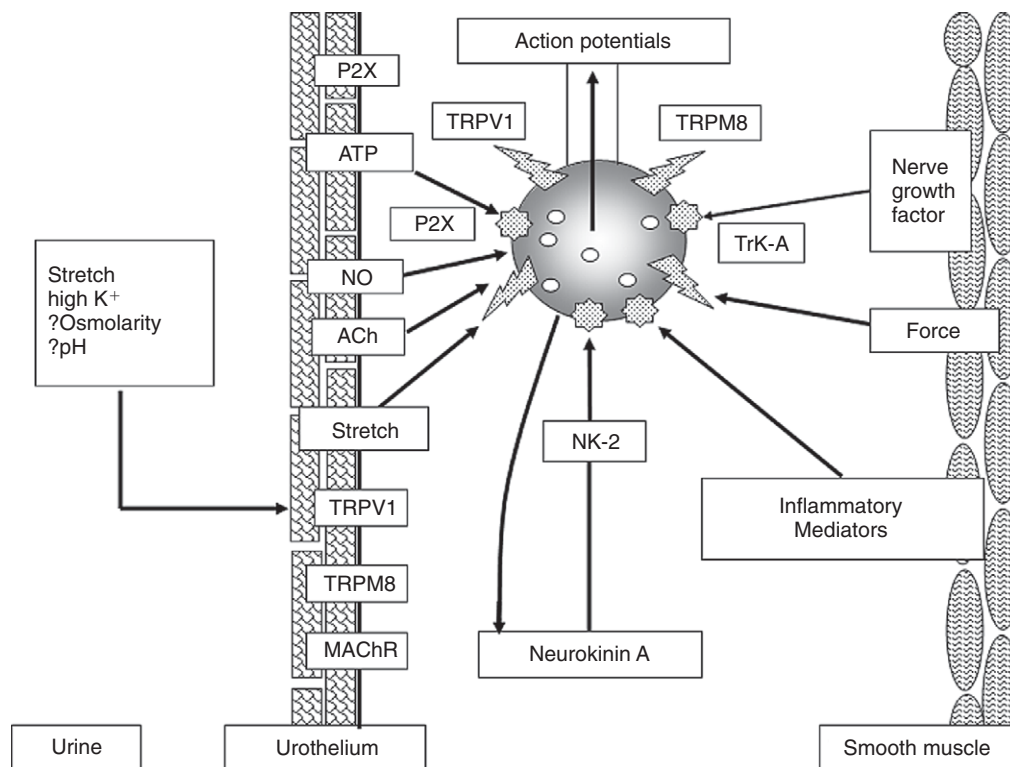 Action potentials
P2X
TRPV1
TRPM8
ATP
Nerve
growth
factor
P2X
TrK-A
Stretch
high K⁺
?Osmolarity
?pH
NO
ACh
Force
Stretch
NK-2
TRPV1
Inflammatory
Mediators
TRPM8
MAChR
Neurokinin A
Urine
Urothelium
Smooth muscle